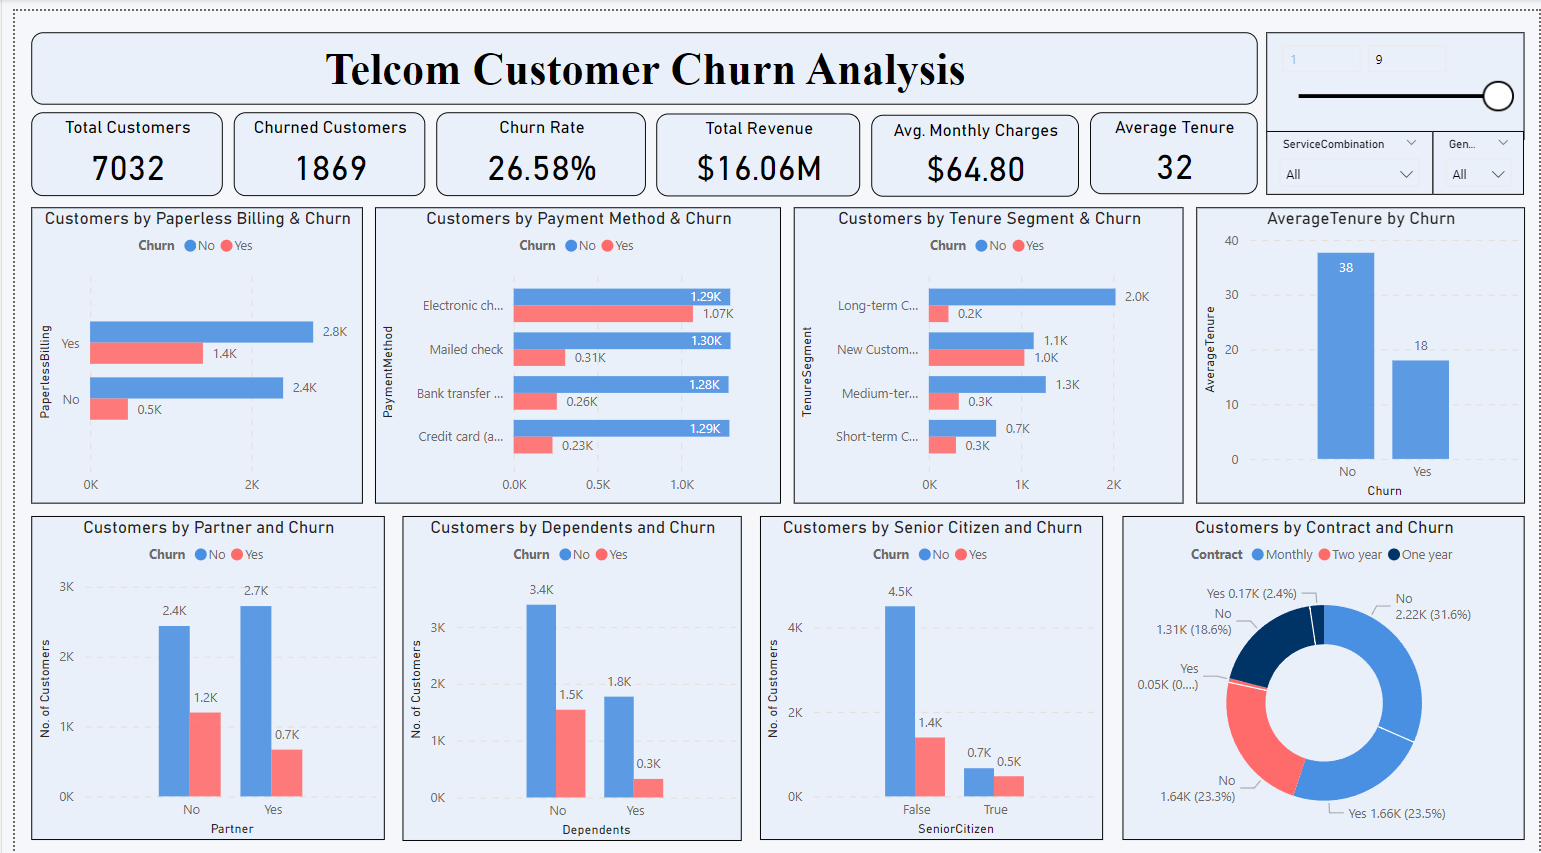 Telcom Customer Churn Analysis
1
9
Total Customers
7032
Churned Customers
1869
Churn Rate
26.58%
Total Revenue
$16.06M
Avg. Monthly Charges
$64.80
Average Tenure
32
ServiceCombination
All
Gen...
All
Customers by Paperless Billing & Churn
Churn No Yes
PaperlessBilling
Yes
2.8K
1.4K
No
2.4K
0.5K
0K 2K
Customers by Payment Method & Churn
Churn No Yes
PaymentMethod
Electronic ch...
1.29K
1.07K
Mailed check
1.30K
0.31K
Bank transfer ...
1.28K
0.26K
Credit card (a...
1.29K
0.23K
0.0K 0.5K 1.0K
Customers by Tenure Segment & Churn
Churn No Yes
TenureSegment
Long-term C...
2.0K
0.2K
New Custom...
1.1K
1.0K
Medium-ter...
1.3K
0.3K
Short-term C...
0.7K
0.3K
0K 1K 2K
AverageTenure by Churn
AverageTenure
40
30
20
10
0
38
18
No Yes
Churn
Customers by Partner and Churn
Churn No Yes
No. of Customers
3K
2K
1K
0K
2.4K
1.2K
2.7K
0.7K
No Yes
Partner
Customers by Dependents and Churn
Churn No Yes
No. of Customers
3K
2K
1K
0K
3.4K
1.5K
1.8K
0.3K
No Yes
Dependents
Customers by Senior Citizen and Churn
Churn No Yes
No. of Customers
4K
2K
0K
4.5K
1.4K
0.7K
0.5K
False True
SeniorCitizen
Customers by Contract and Churn
Contract Monthly Two year One year
Yes 0.17K (2.4%)
No
1.31K (18.6%)
Yes
0.05K (0....)
No
1.64K (23.3%)
Yes 1.66K (23.5%)
No
2.22K (31.6%)